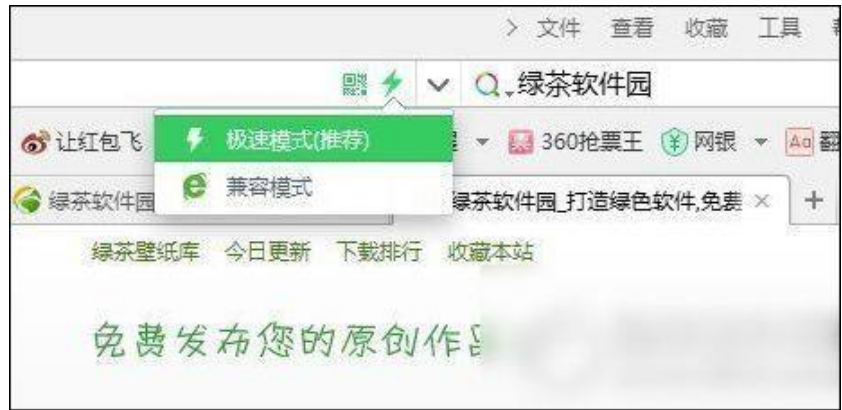 > 文件 查看 收藏 工具
绿茶软件园
让红包飞 极速模式(推荐) 360抢票王 网银 Aa 翻
绿茶软件园 兼容模式 绿茶软件园_打造绿色软件,免费 × +
绿茶壁纸库 今日更新 下载排行 收藏本站
免费发布您的原创作品